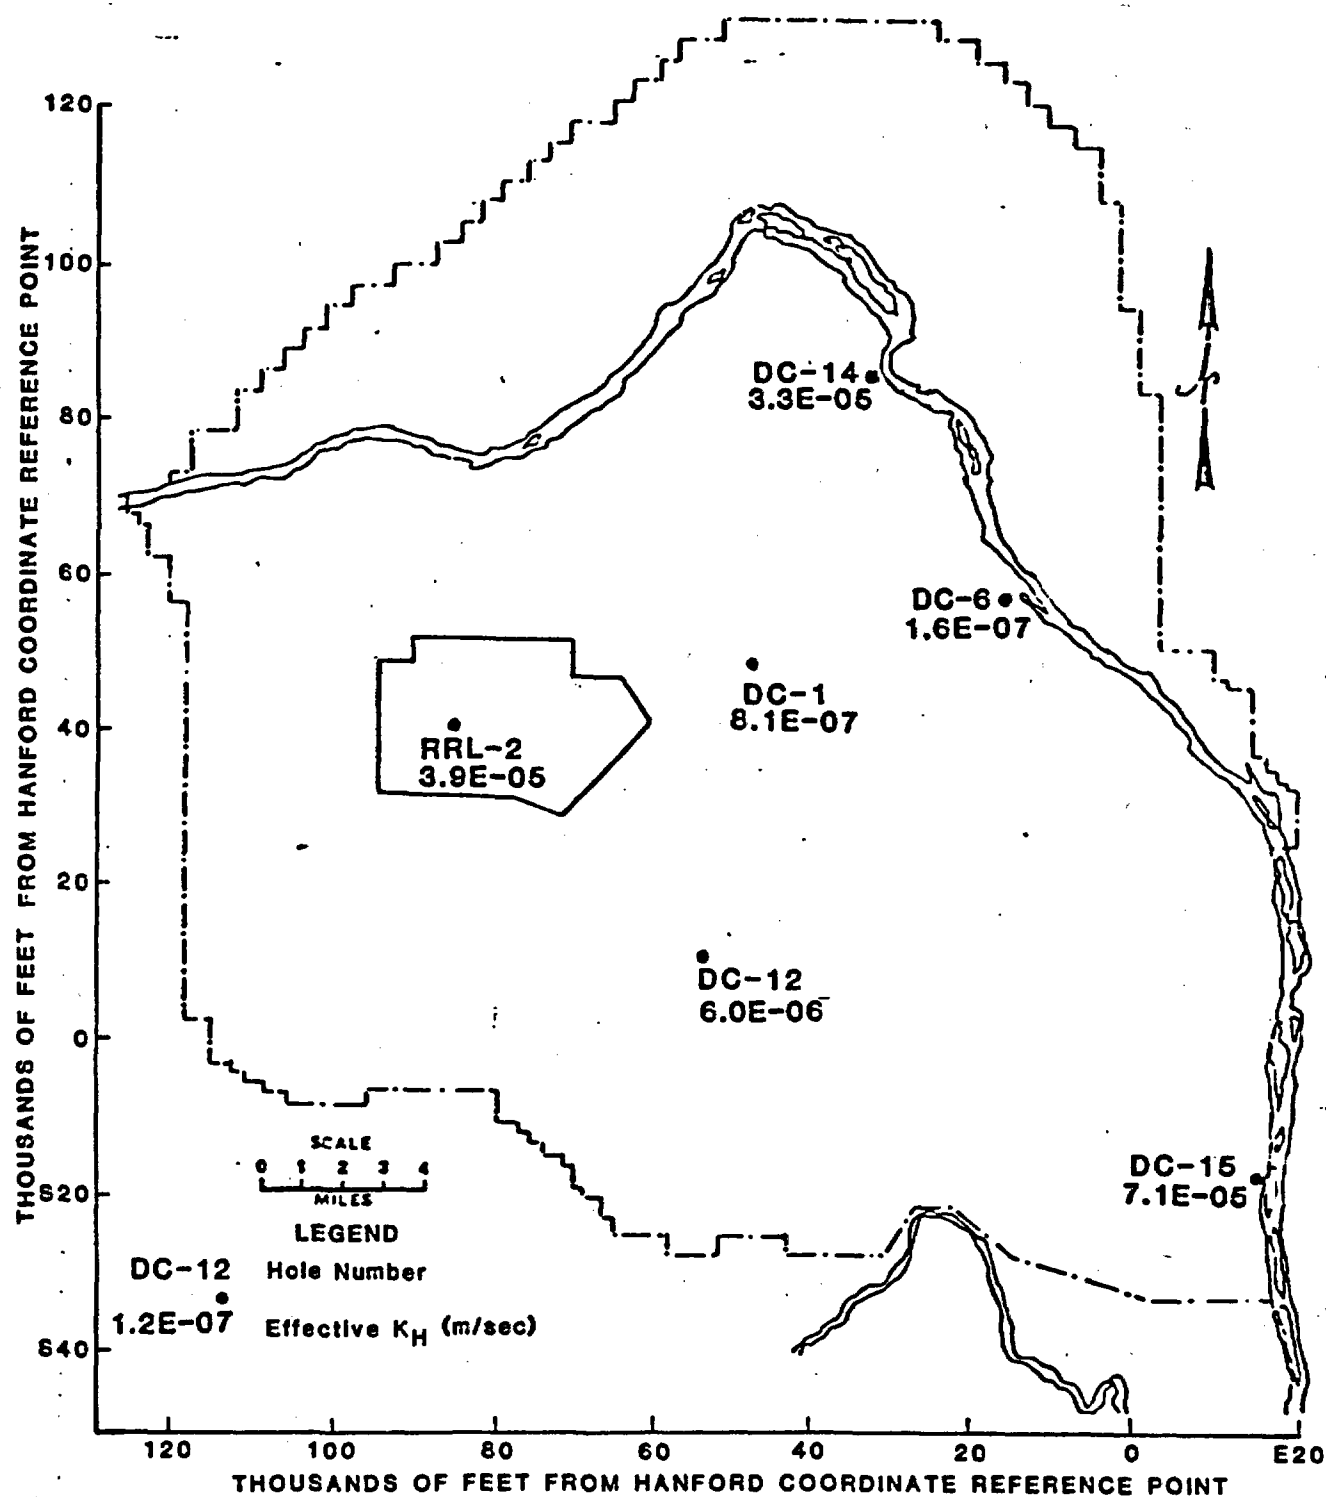 120
100
80
60
40
20
0
S20
S40
THOUSANDS OF FEET FROM HANFORD COORDINATE REFERENCE POINT
DC-14
3.3E-05
DC-6
1.6E-07
DC-1
8.1E-07
RRL-2
3.9E-05
DC-12
6.0E-06
DC-15
7.1E-05
SCALE
0 1 2 3 4
MILES
LEGEND
DC-12 Hole Number
1.2E-07 Effective KH (m/sec)
120 100 80 60 40 20 0 E20
THOUSANDS OF FEET FROM HANFORD COORDINATE REFERENCE POINT